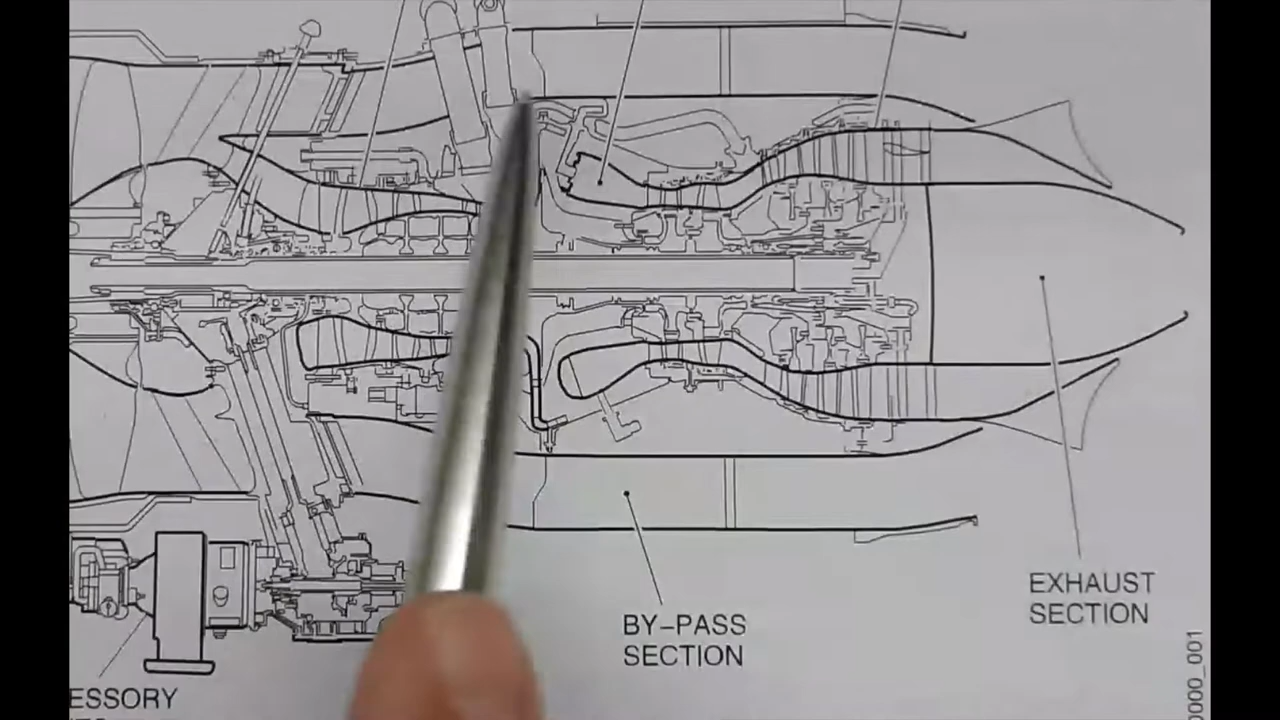 BY-PASS
SECTION
EXHAUST
SECTION
ESSORY
0000_001